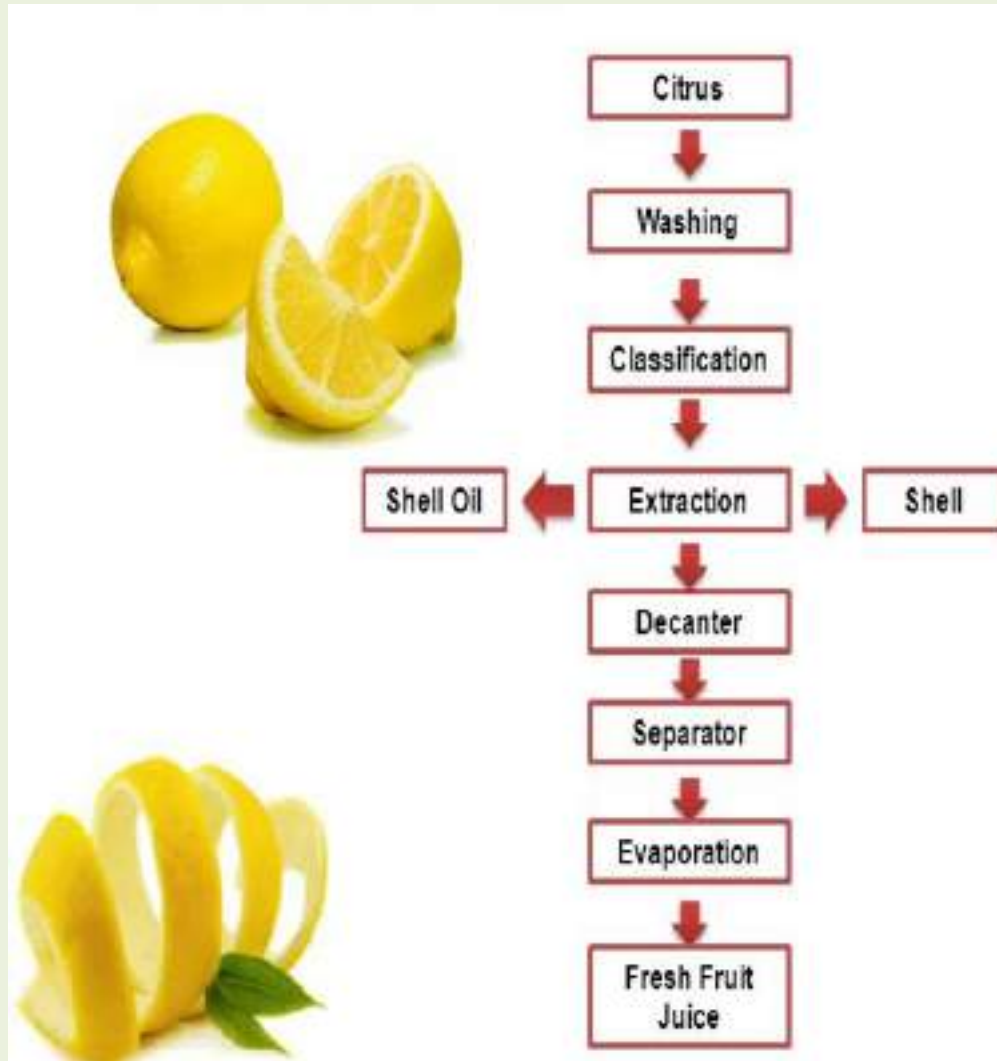 Citrus
Washing
Classification
Shell Oil
Extraction
Shell
Decanter
Separator
Evaporation
Fresh Fruit
Juice